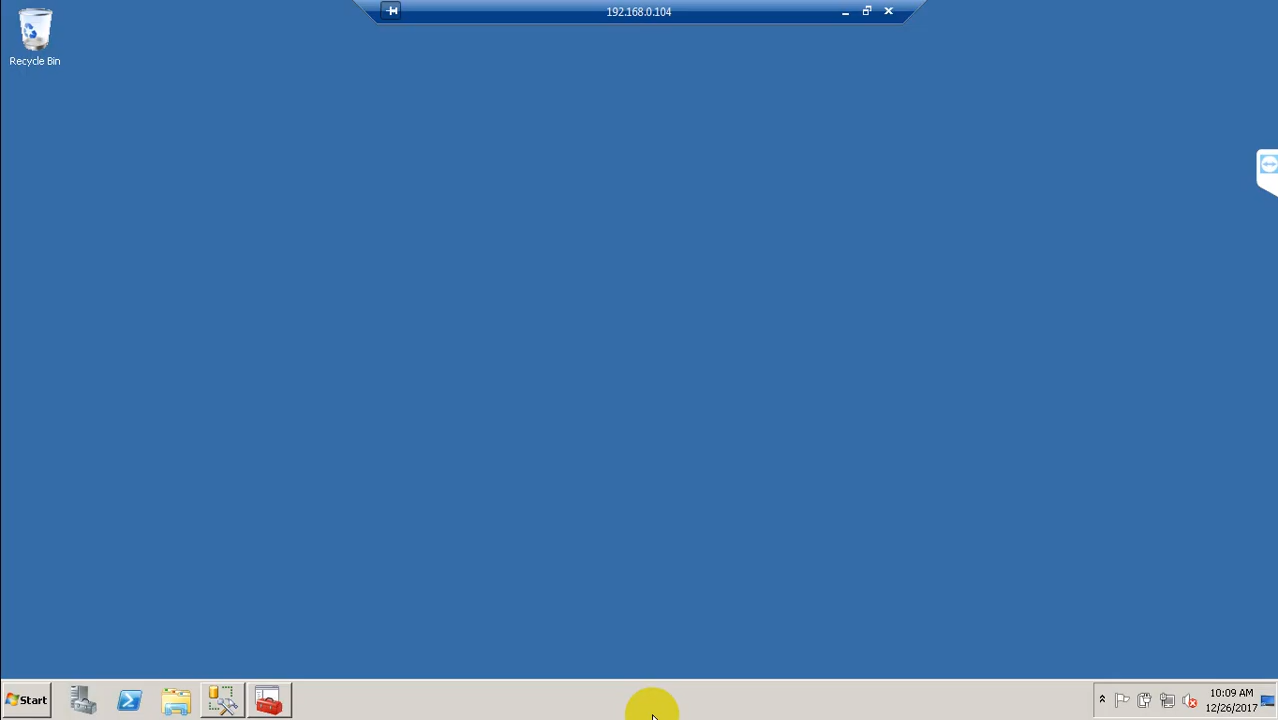 192.168.0.104
Recycle Bin
Start
10:09 AM
12/26/2017